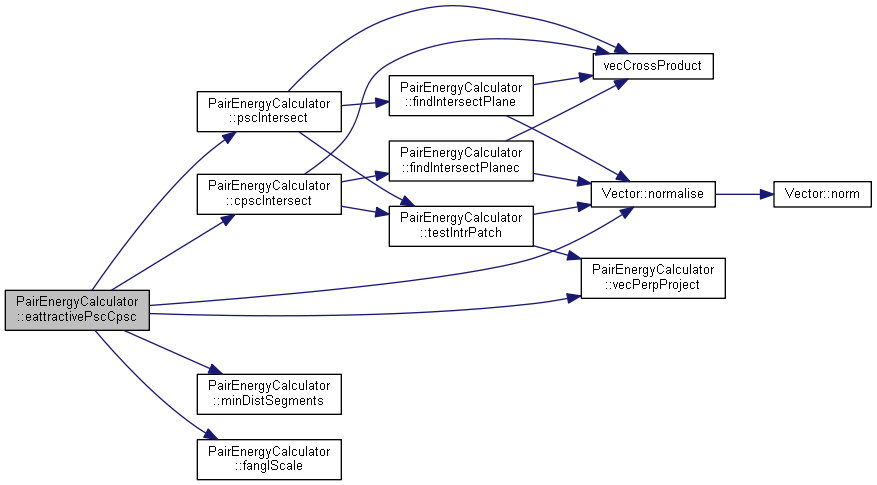 PairEnergyCalculator
::eattractivePscCpsc
PairEnergyCalculator
::pscIntersect
PairEnergyCalculator
::cpscIntersect
PairEnergyCalculator
::minDistSegments
PairEnergyCalculator
::fanglScale
PairEnergyCalculator
::findIntersectPlane
PairEnergyCalculator
::findIntersectPlanec
PairEnergyCalculator
::testIntrPatch
vecCrossProduct
Vector::normalise
PairEnergyCalculator
::vecPerpProject
Vector::norm